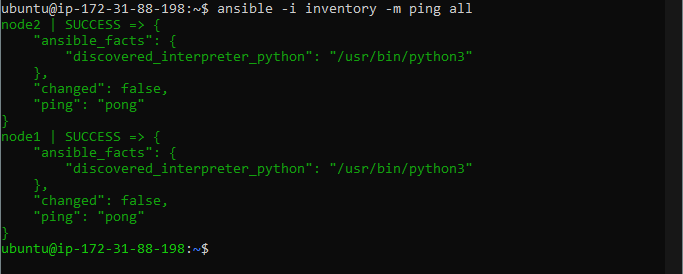 ubuntu@ip-172-31-88-198:~$ ansible -i inventory -m ping all
node2 | SUCCESS => {
    "ansible_facts": {
        "discovered_interpreter_python": "/usr/bin/python3"
    },
    "changed": false,
    "ping": "pong"
}
node1 | SUCCESS => {
    "ansible_facts": {
        "discovered_interpreter_python": "/usr/bin/python3"
    },
    "changed": false,
    "ping": "pong"
}
ubuntu@ip-172-31-88-198:~$